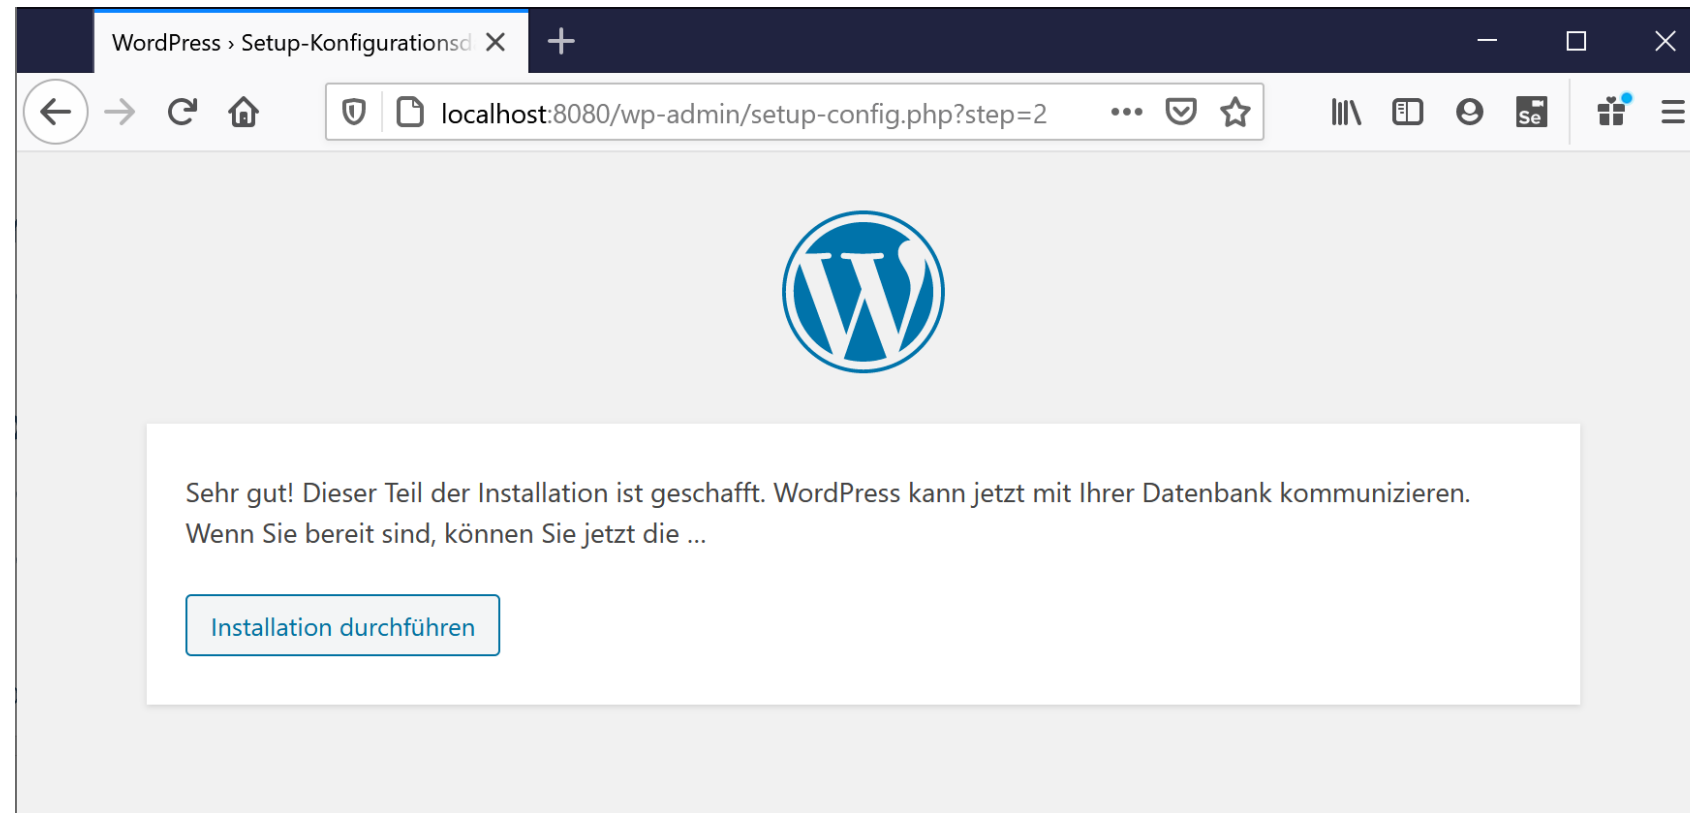 WordPress › Setup-Konfigurationsd
localhost:8080/wp-admin/setup-config.php?step=2
Se
Sehr gut! Dieser Teil der Installation ist geschafft. WordPress kann jetzt mit Ihrer Datenbank kommunizieren.
Wenn Sie bereit sind, können Sie jetzt die …
Installation durchführen